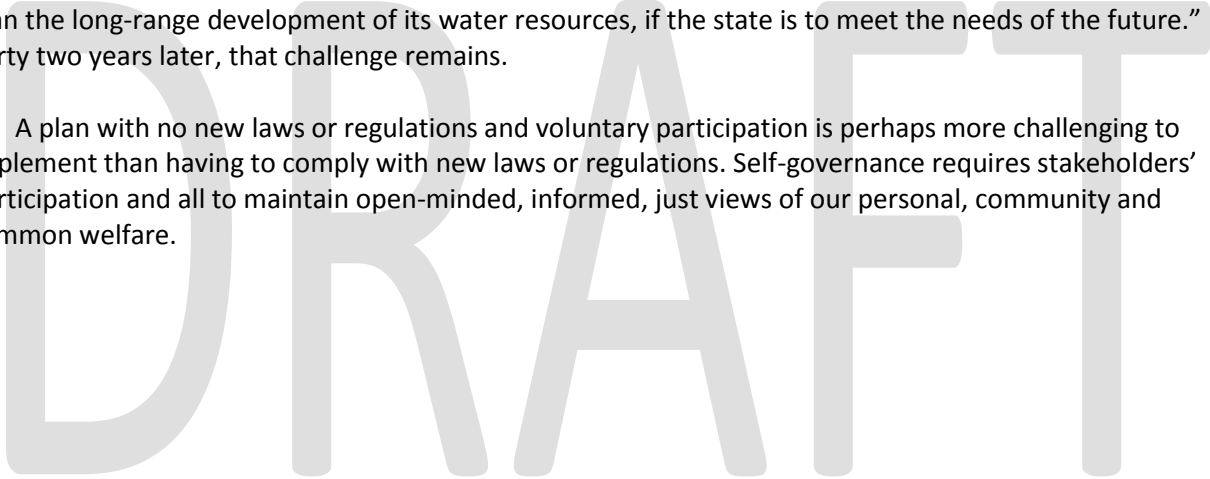 an the long-range development of its water resources, if the state is to meet the needs of the future.”
rty two years later, that challenge remains.
A plan with no new laws or regulations and voluntary participation is perhaps more challenging to
plement than having to comply with new laws or regulations. Self-governance requires stakeholders’
rticipation and all to maintain open-minded, informed, just views of our personal, community and
mmon welfare.
DRAFT